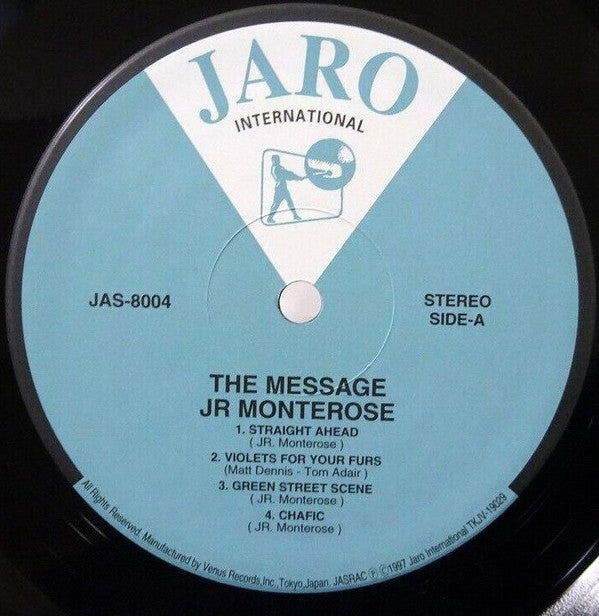 JARO
INTERNATIONAL
JAS-8004
STEREO
SIDE-A
THE MESSAGE
JR MONTEROSE
1. STRAIGHT AHEAD
( JR. Monterose )
2. VIOLETS FOR YOUR FURS
(Matt Dennis - Tom Adair )
3. GREEN STREET SCENE
( JR. Monterose )
4. CHAFIC
( JR. Monterose )
All Rights Reserved. Manufactured by Venus Records,Inc.,Tokyo,Japan. JASRAC Ⓟ ©1997 Jaro International TKJV-19029